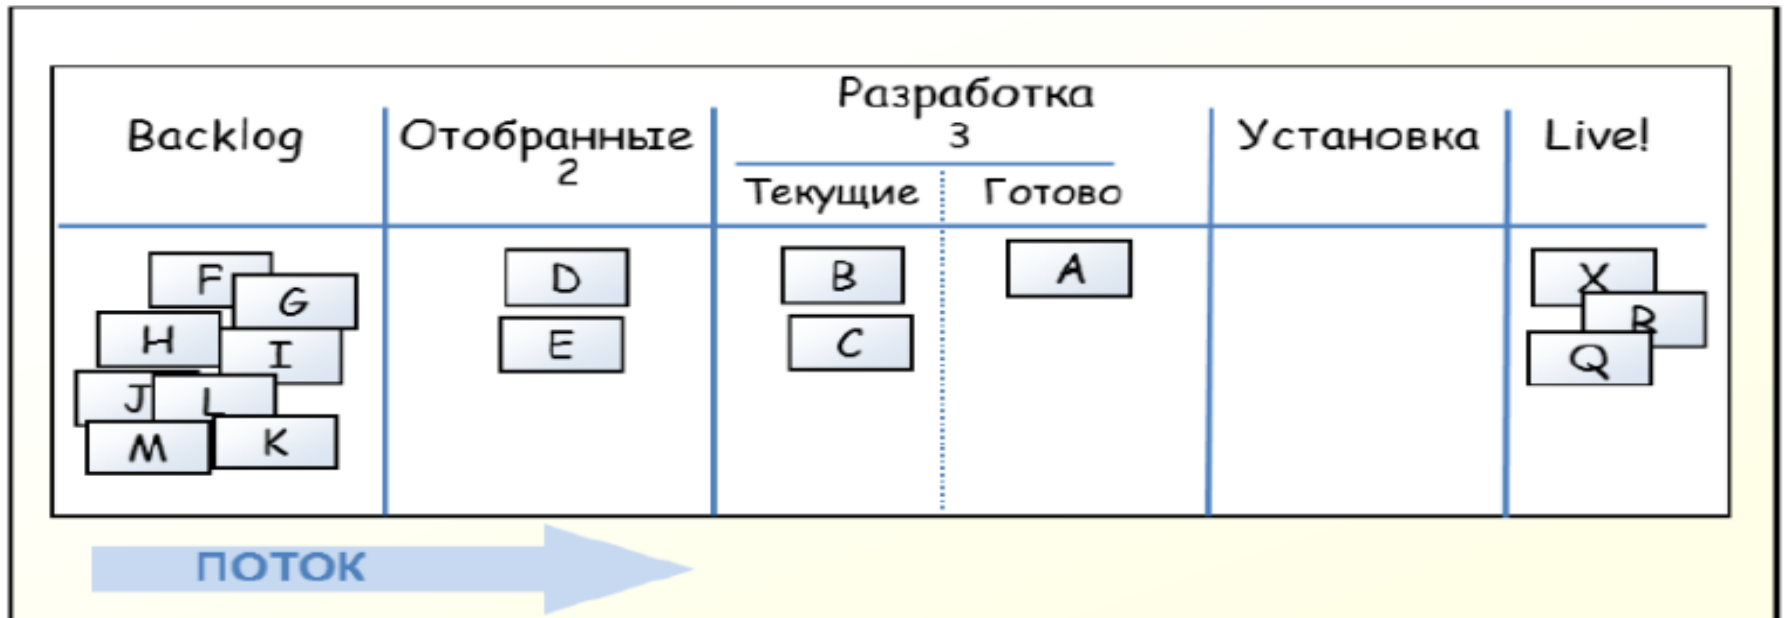 Разработка
Backlog Отобранные 3 Установка Live!
2
Текущие Готово
F D B A X
G R
H E C Q
I
J L
M K
ПОТОК